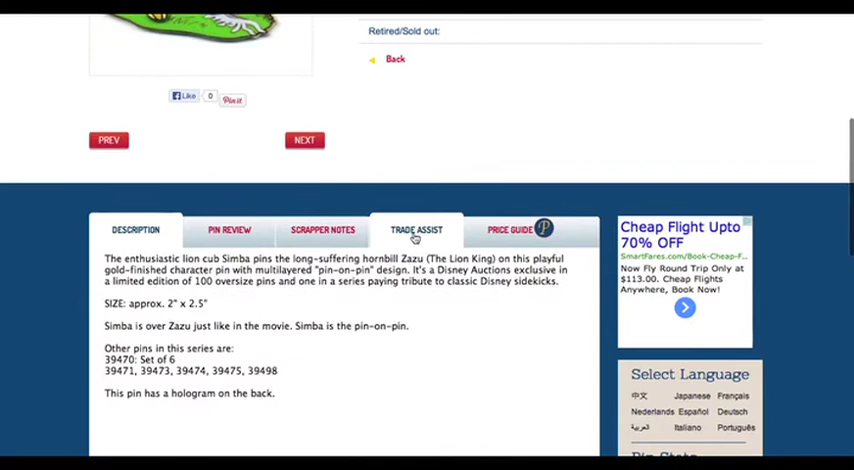 Retired/Sold out:
Back
Like 0 Pin it
PREV NEXT
DESCRIPTION PIN REVIEW SCRAPPER NOTES TRADE ASSIST PRICE GUIDE P
The enthusiastic lion cub Simba pins the long-suffering hornbill Zazu (The Lion King) on this playful
gold-finished character pin with multilayered "pin-on-pin" design. It's a Disney Auctions exclusive in
a limited edition of 100 oversize pins and one in a series paying tribute to classic Disney sidekicks.
SIZE: approx. 2" x 2.5"
Simba is over Zazu just like in the movie. Simba is the pin-on-pin.
Other pins in this series are:
39470: Set of 6
39471, 39473, 39474, 39475, 39498
This pin has a hologram on the back.
Cheap Flight Upto
70% OFF
SmartFares.com/Book-Cheap-F...
Now Fly Round Trip Only at
$113.00. Cheap Flights
Anywhere, Book Now!
Select Language
中文 Japanese Français
Nederlands Español Deutsch
العربية Italiano Português
Pin Stats